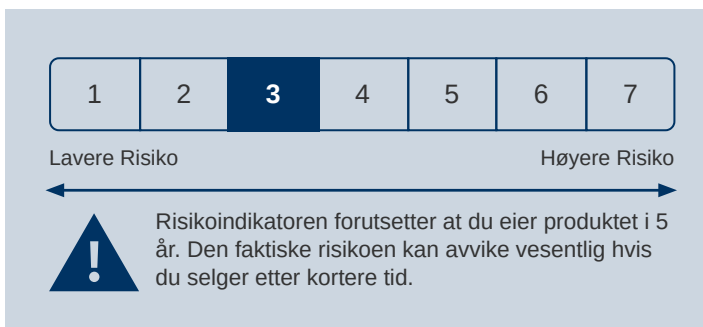 1 2 3 4 5 6 7
Lavere Risiko Høyere Risiko
!
Risikoindikatoren forutsetter at du eier produktet i 5
år. Den faktiske risikoen kan avvike vesentlig hvis
du selger etter kortere tid.